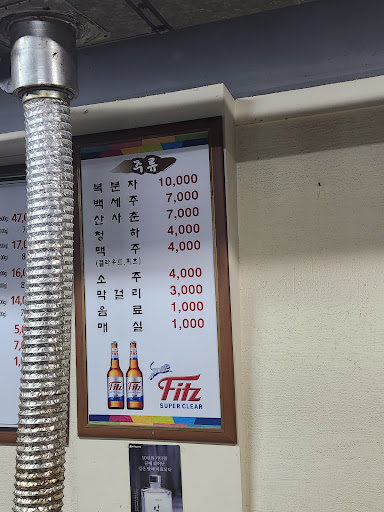 주류
복분자 10,000
백세주 7,000
산사춘 7,000
청하 4,000
맥주 4,000
(클라우드,피츠)
소주 4,000
막걸리 3,000
음료 1,000
매실 1,000
Fitz Fitz
Fitz
SUPER CLEAR